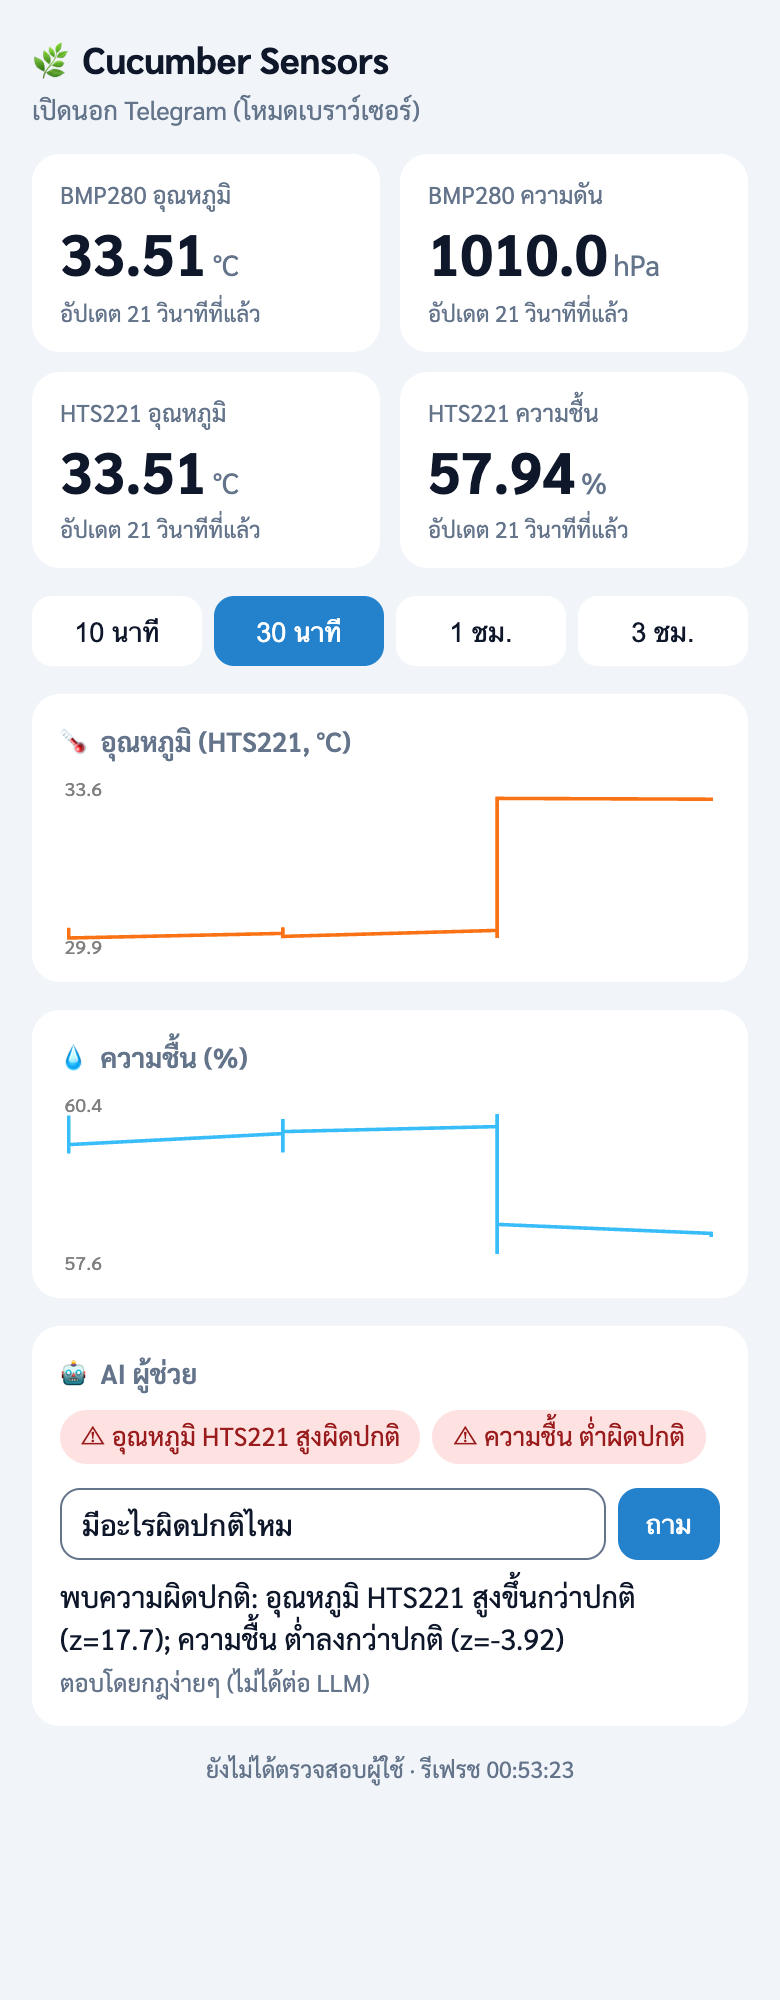 🌿 Cucumber Sensors
เปิดนอก Telegram (โหมดเบราว์เซอร์)
BMP280 อุณหภูมิ
33.51 °C
อัปเดต 21 วินาทีที่แล้ว
BMP280 ความดัน
1010.0 hPa
อัปเดต 21 วินาทีที่แล้ว
HTS221 อุณหภูมิ
33.51 °C
อัปเดต 21 วินาทีที่แล้ว
HTS221 ความชื้น
57.94 %
อัปเดต 21 วินาทีที่แล้ว
10 นาที
30 นาที
1 ชม.
3 ชม.
🌡️ อุณหภูมิ (HTS221, °C)
33.6
29.9
💧 ความชื้น (%)
60.4
57.6
🤖 AI ผู้ช่วย
⚠ อุณหภูมิ HTS221 สูงผิดปกติ
⚠ ความชื้น ต่ำผิดปกติ
มีอะไรผิดปกติไหม
ถาม
พบความผิดปกติ: อุณหภูมิ HTS221 สูงขึ้นกว่าปกติ
(z=17.7); ความชื้น ต่ำลงกว่าปกติ (z=-3.92)
ตอบโดยกฎง่ายๆ (ไม่ได้ต่อ LLM)
ยังไม่ได้ตรวจสอบผู้ใช้ · รีเฟรช 00:53:23